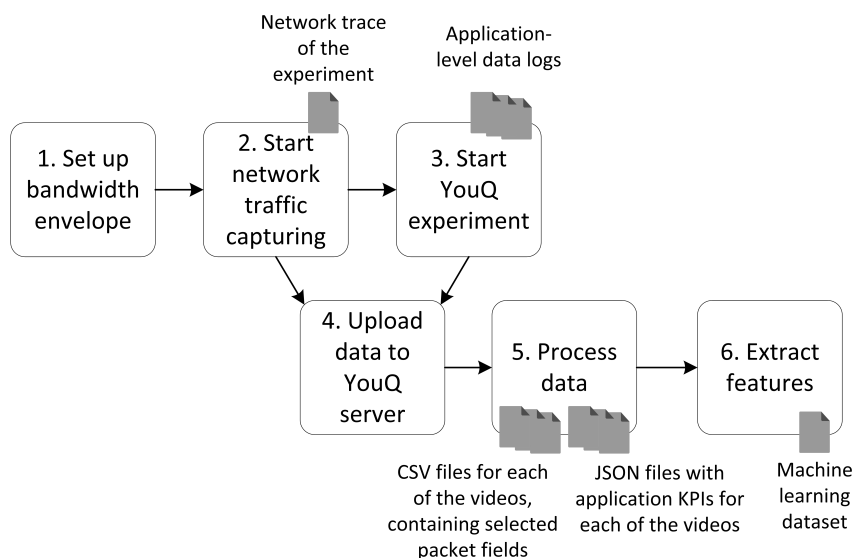 Network trace
of the
experiment
Application-
level data logs
1. Set up
bandwidth
envelope
2. Start
network
traffic
capturing
3. Start
YouQ
experiment
4. Upload
data to
YouQ
server
5. Process
data
6. Extract
features
CSV files for each
of the videos,
containing selected
packet fields
JSON files with
application KPIs for
each of the videos
Machine
learning
dataset